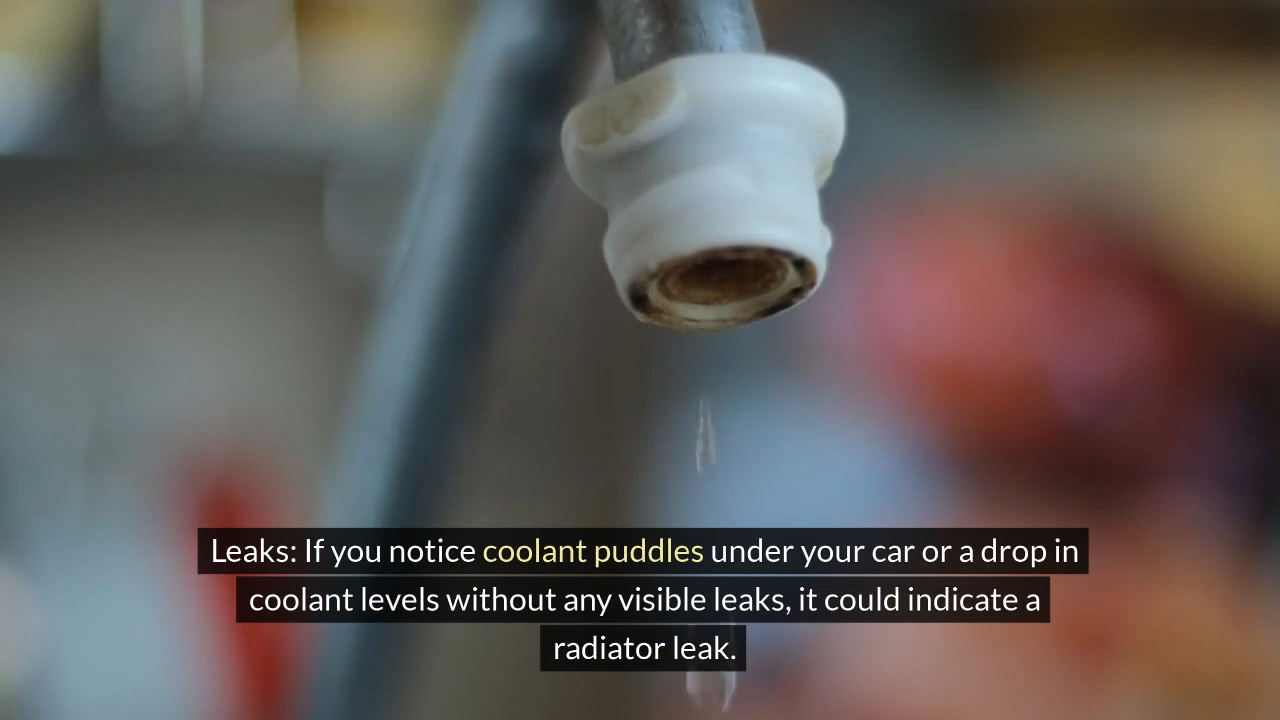 Leaks: If you notice coolant puddles under your car or a drop in
coolant levels without any visible leaks, it could indicate a
radiator leak.